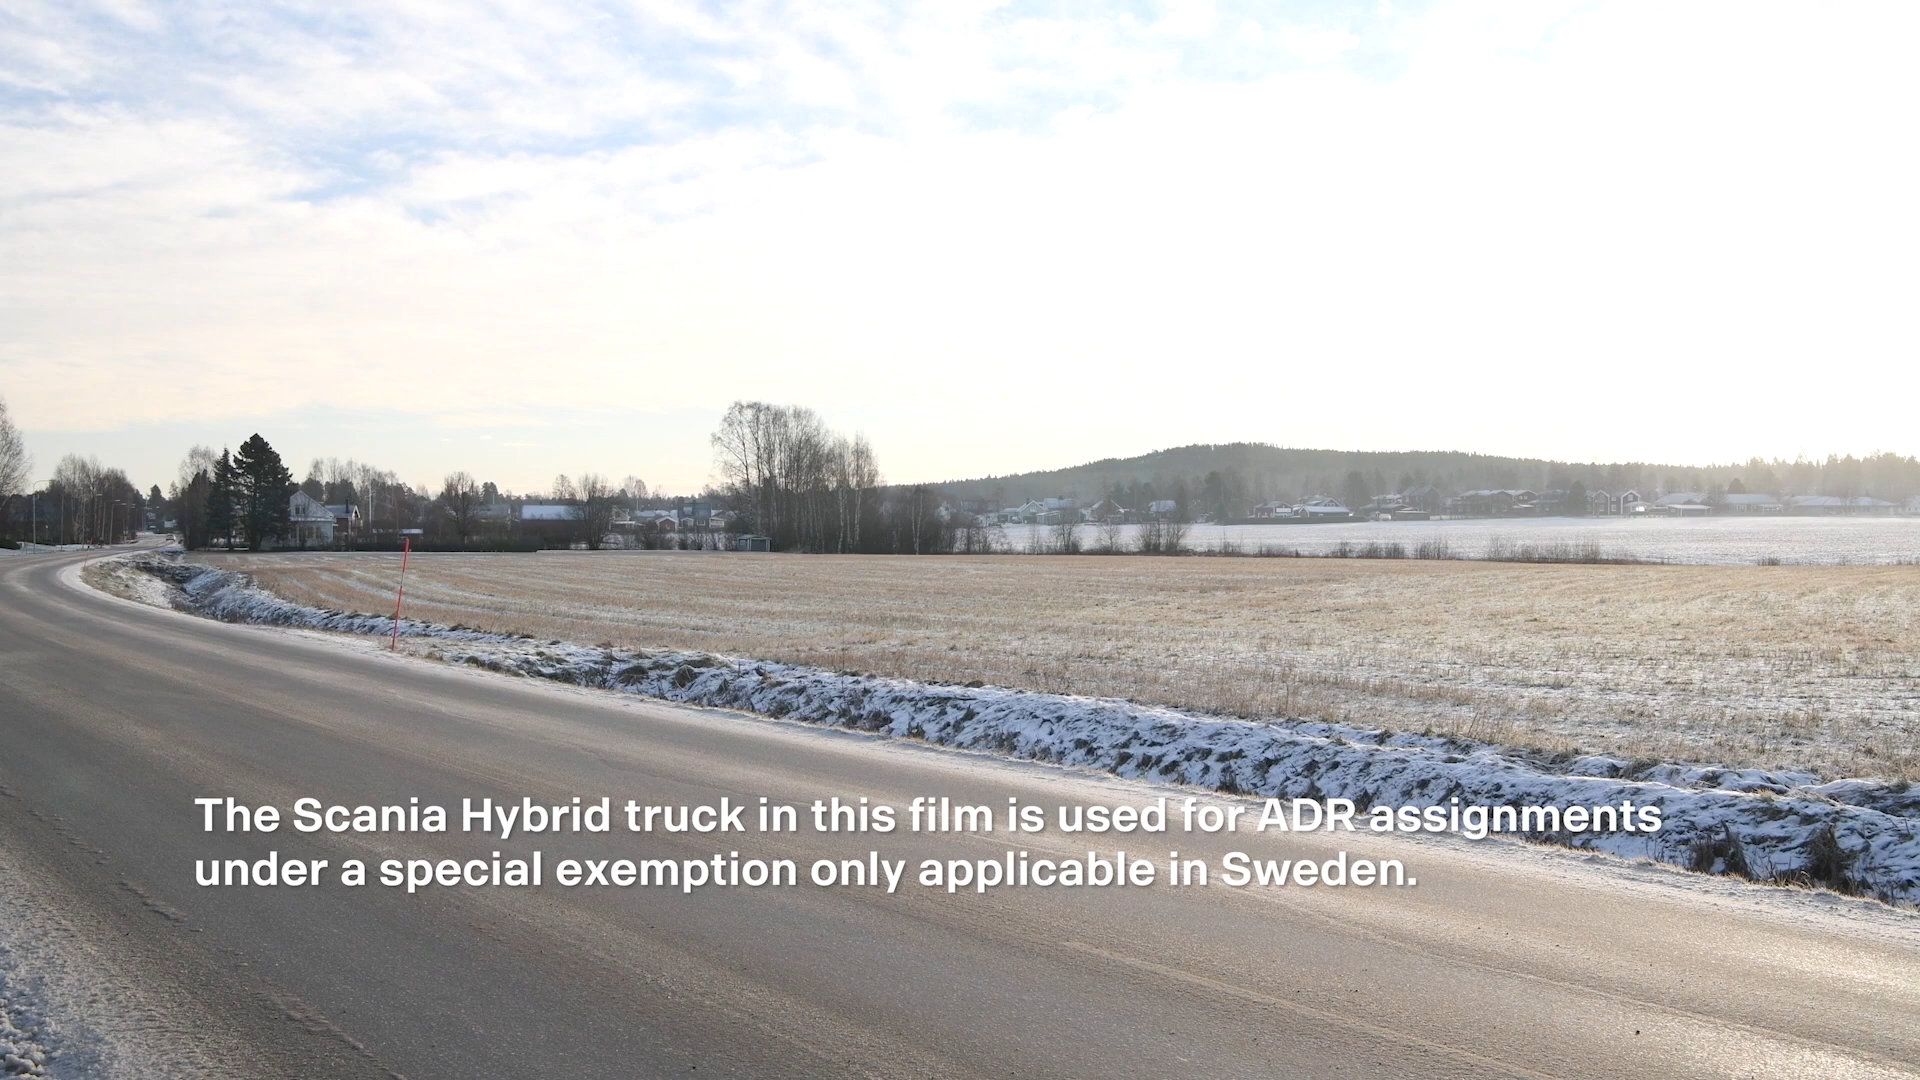 The Scania Hybrid truck in this film is used for ADR assignments
under a special exemption only applicable in Sweden.